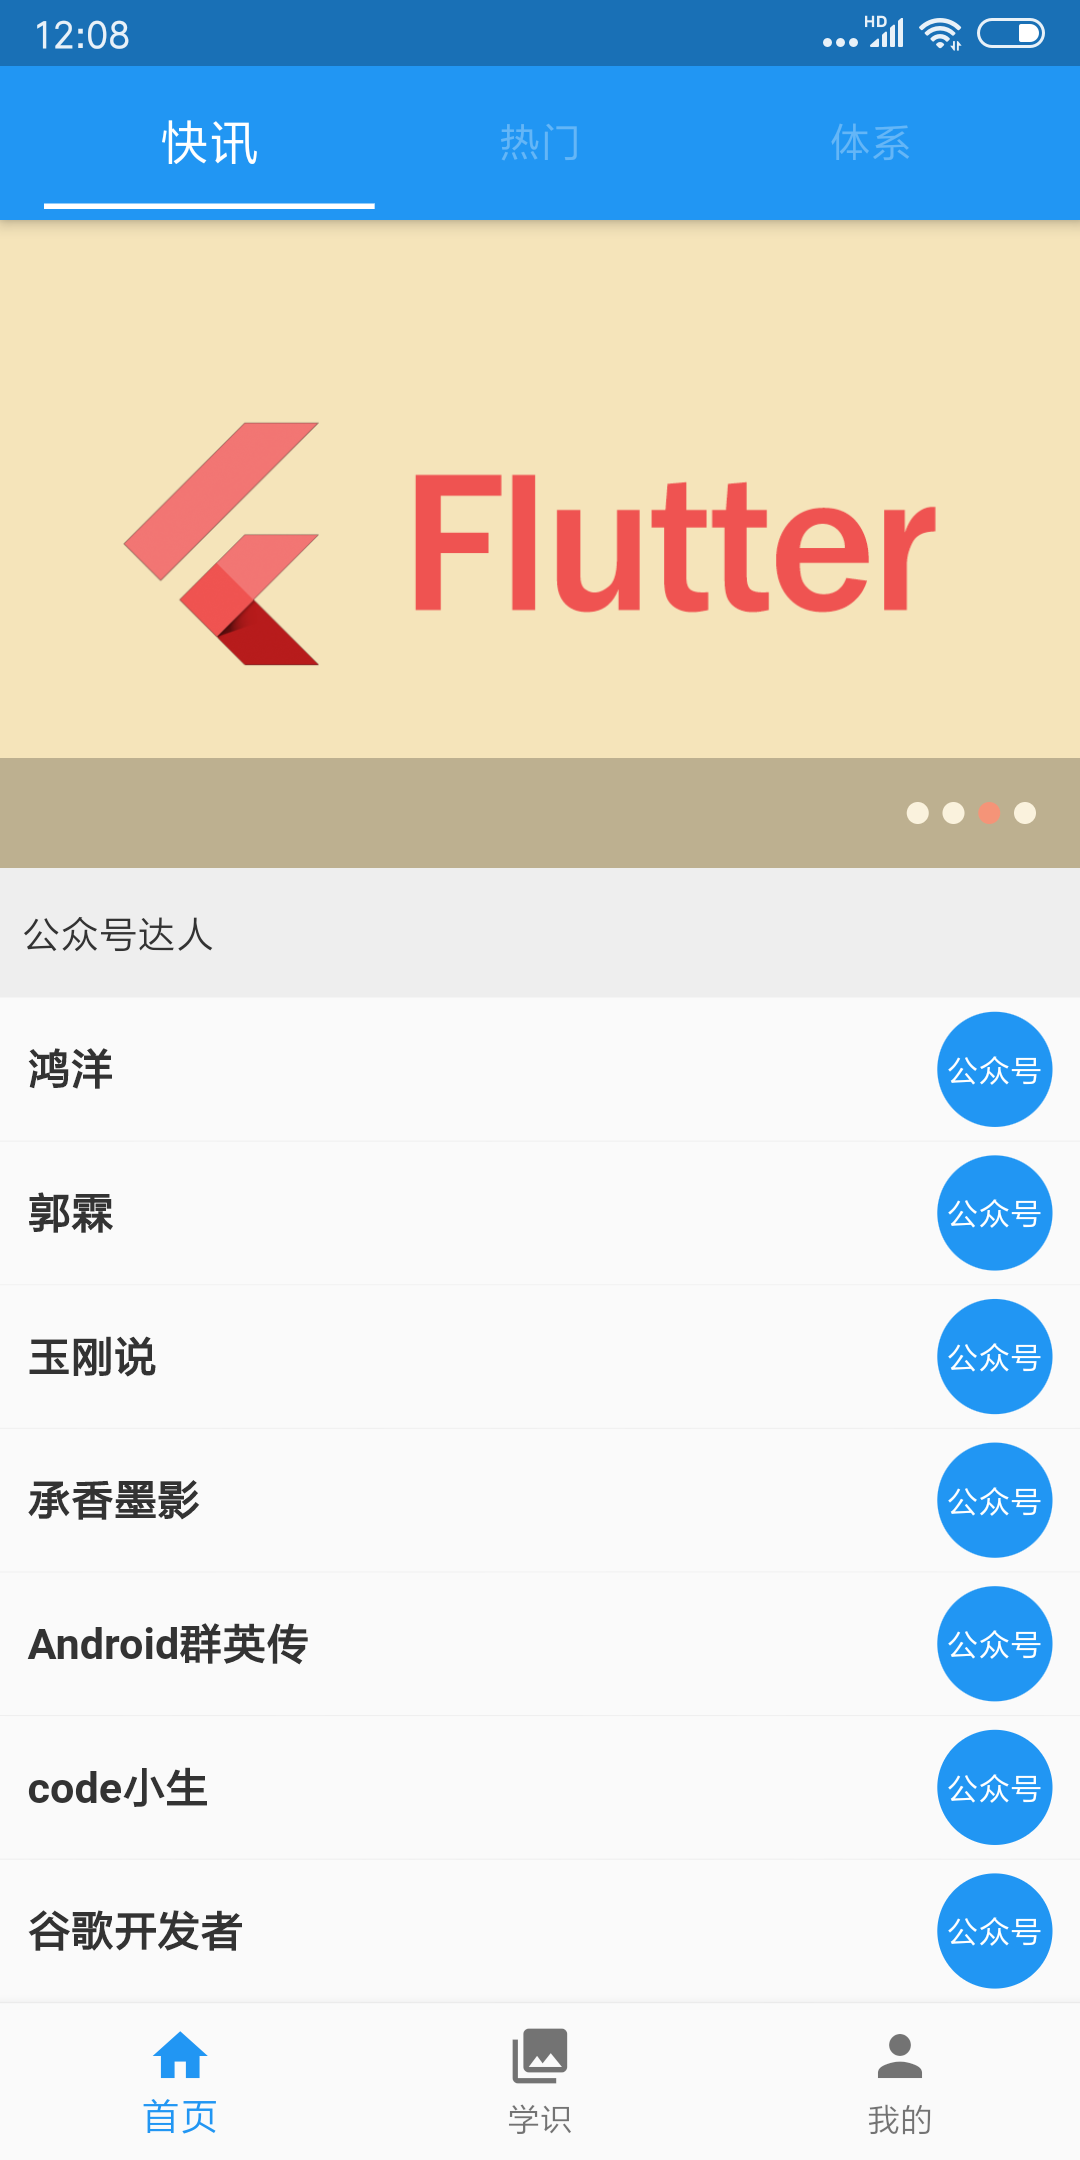 12:08 HD
快讯 热门 体系
Flutter
公众号达人
鸿洋 公众号
郭霖 公众号
玉刚说 公众号
承香墨影 公众号
Android群英传 公众号
code小生 公众号
谷歌开发者 公众号
首页 学识 我的